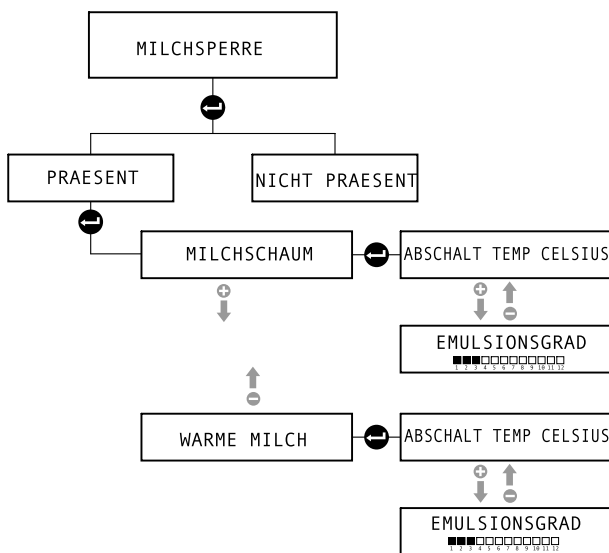 MILCHSPERRE
PRAESENT
NICHT PRAESENT
MILCHSCHAUM
ABSCHALT TEMP CELSIUS
EMULSIONSGRAD
1 2 3 4 5 6 7 8 9 10 11 12
WARME MILCH
ABSCHALT TEMP CELSIUS
EMULSIONSGRAD
1 2 3 4 5 6 7 8 9 10 11 12